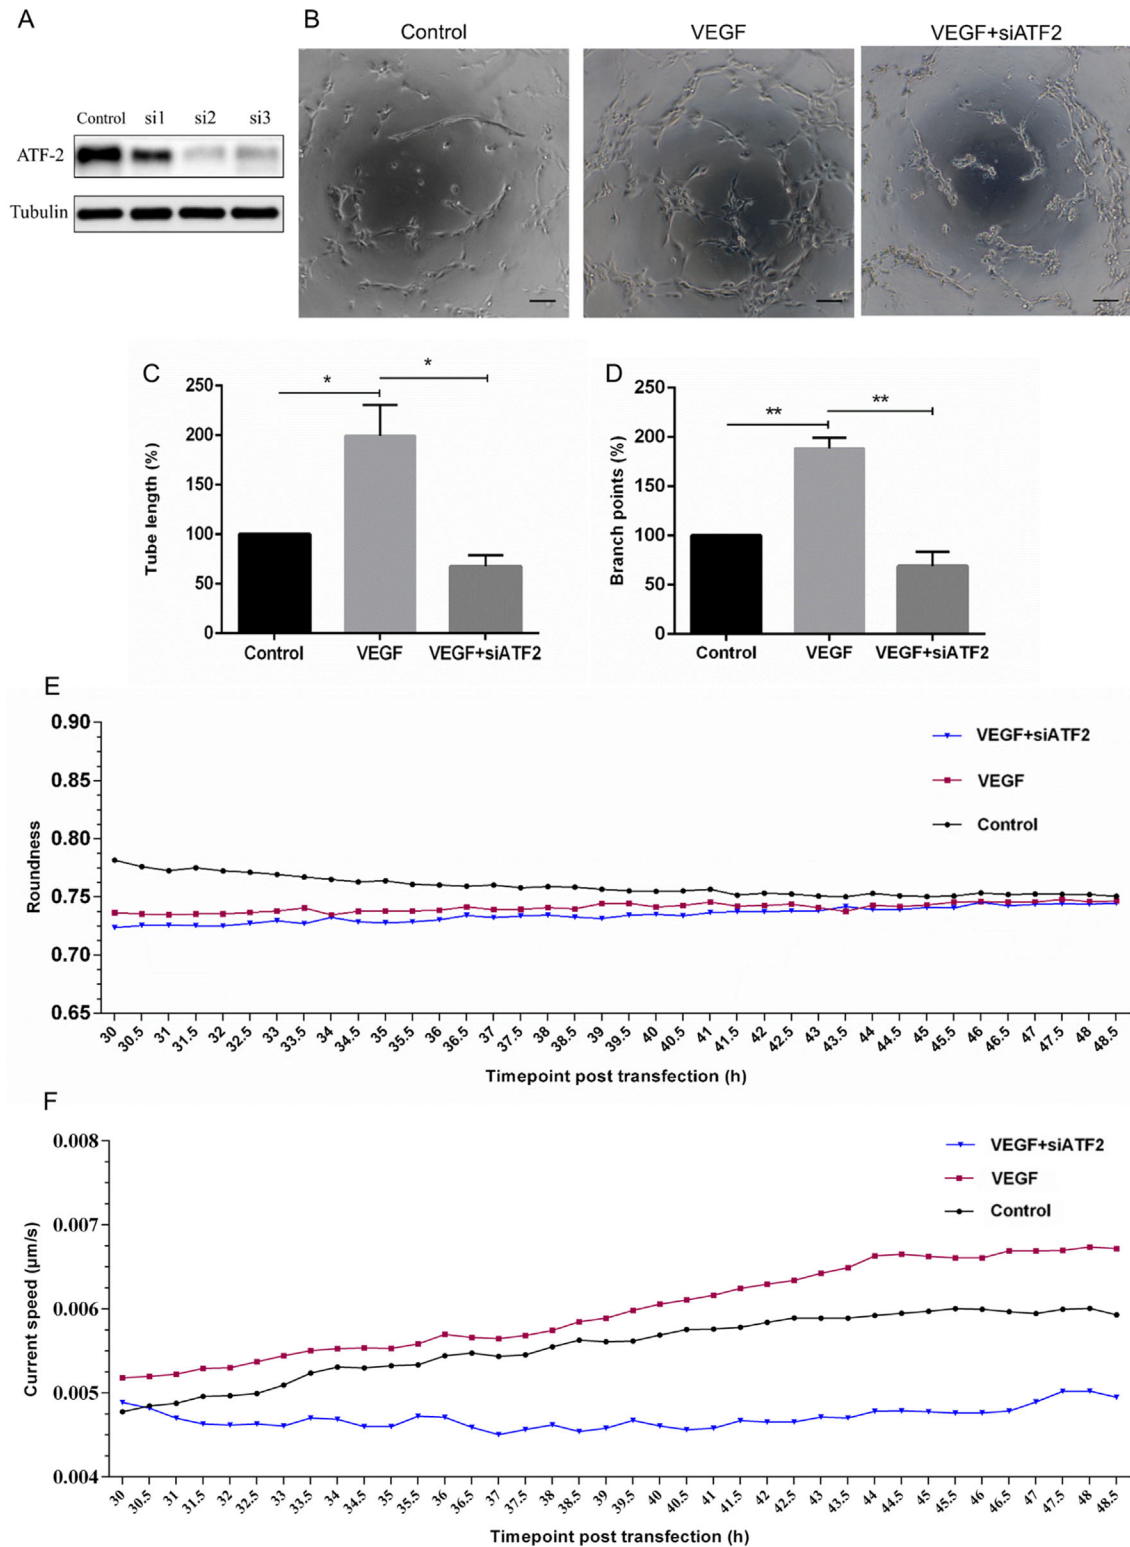 A
B
Control
VEGF
VEGF+siATF2
Control si1 si2 si3
ATF-2
Tubulin
C
*
*
250
200
150
100
50
0
Tube length (%)
Control
VEGF
VEGF+siATF2
D
**
**
250
200
150
100
50
0
Branch points (%)
Control
VEGF
VEGF+siATF2
E
0.90
0.85
0.80
0.75
0.70
0.65
Roundness
VEGF+siATF2
VEGF
Control
30 30.5 31 31.5 32 32.5 33 33.5 34 34.5 35 35.5 36 36.5 37 37.5 38 38.5 39 39.5 40 40.5 41 41.5 42 42.5 43 43.5 44 44.5 45 45.5 46 46.5 47 47.5 48 48.5
Timepoint post transfection (h)
F
0.008
0.007
0.006
0.005
0.004
Current speed (µm/s)
VEGF+siATF2
VEGF
Control
30 30.5 31 31.5 32 32.5 33 33.5 34 34.5 35 35.5 36 36.5 37 37.5 38 38.5 39 39.5 40 40.5 41 41.5 42 42.5 43 43.5 44 44.5 45 45.5 46 46.5 47 47.5 48 48.5
Timepoint post transfection (h)